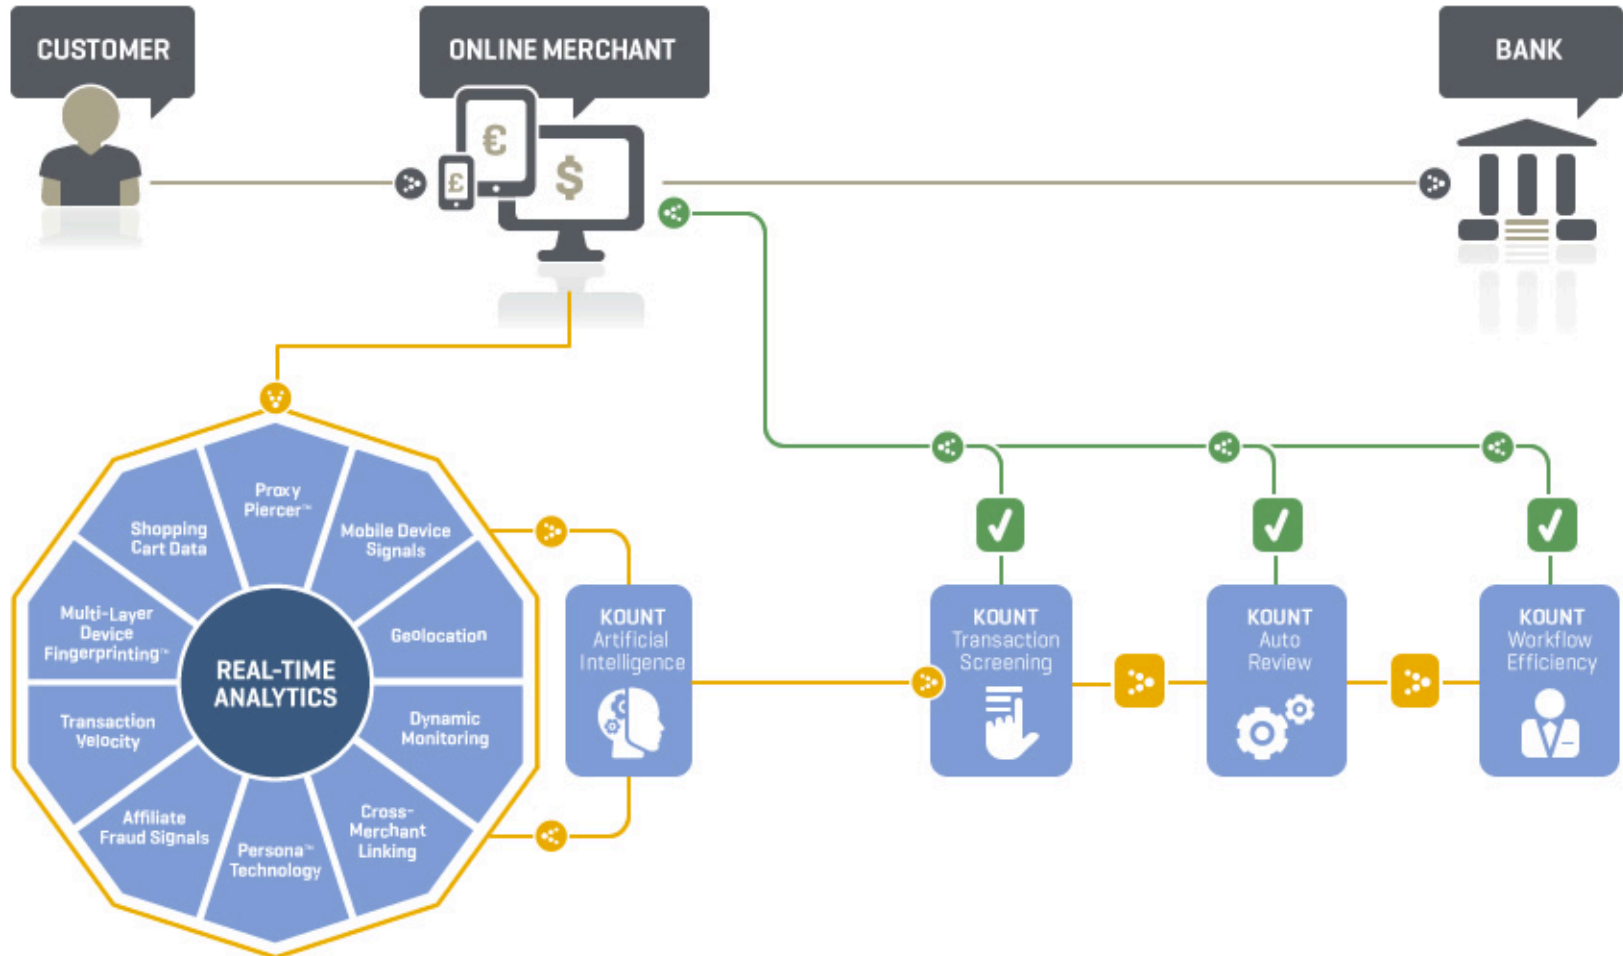 CUSTOMER
ONLINE MERCHANT
BANK
€
£
$
Proxy
Piercer™
Mobile Device
Signals
Geolocation
Dynamic
Monitoring
Cross-
Merchant
Linking
Persona™
Technology
Affiliate
Fraud Signals
Transaction
Velocity
Multi-Layer
Device
Fingerprinting™
Shopping
Cart Data
REAL-TIME
ANALYTICS
KOUNT
Artificial
Intelligence
KOUNT
Transaction
Screening
KOUNT
Auto
Review
KOUNT
Workflow
Efficiency